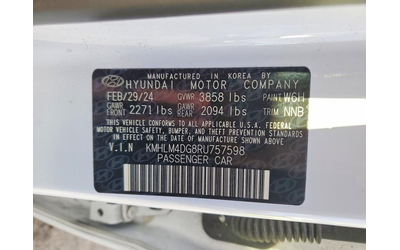 MANUFACTURED IN KOREA BY
HYUNDAI MOTOR COMPANY
FEB/29/24 GVWR 3858 lbs PAINT W6H
GAWR FRONT 2271 lbs GAWR REAR 2094 lbs TRIM NNB
THIS VEHICLE CONFORMS TO ALL APPLICABLE
FEDERAL MOTOR VEHICLE SAFETY, BUMPER,
AND THEFT PREVENTION STANDARDS
IN EFFECT ON THE DATE OF MANUFACTURE SHOWN ABOVE.
V.I.N KMHLM4DG8RU757598
PASSENGER CAR